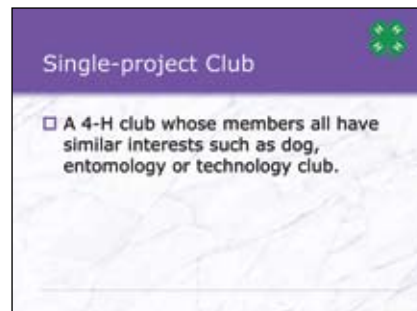 Single-project Club
A 4-H club whose members all have
similar interests such as dog,
entomology or technology club.